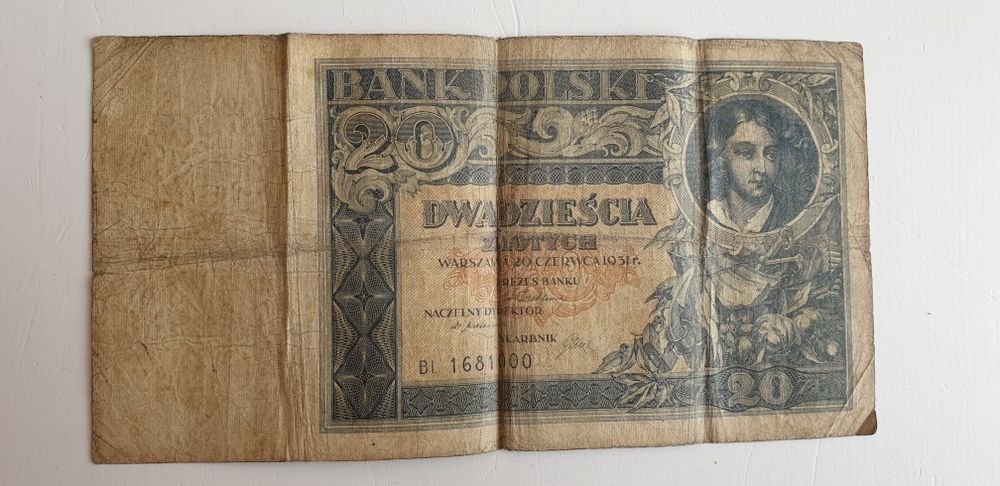 BANK POLSKI
20
DWADZIEŚCIA
ZŁOTYCH
WARSZAWA 20 CZERWCA 1931 r.
PREZES BANKU
NACZELNY DYREKTOR
SKARBNIK
BI 1681000
20